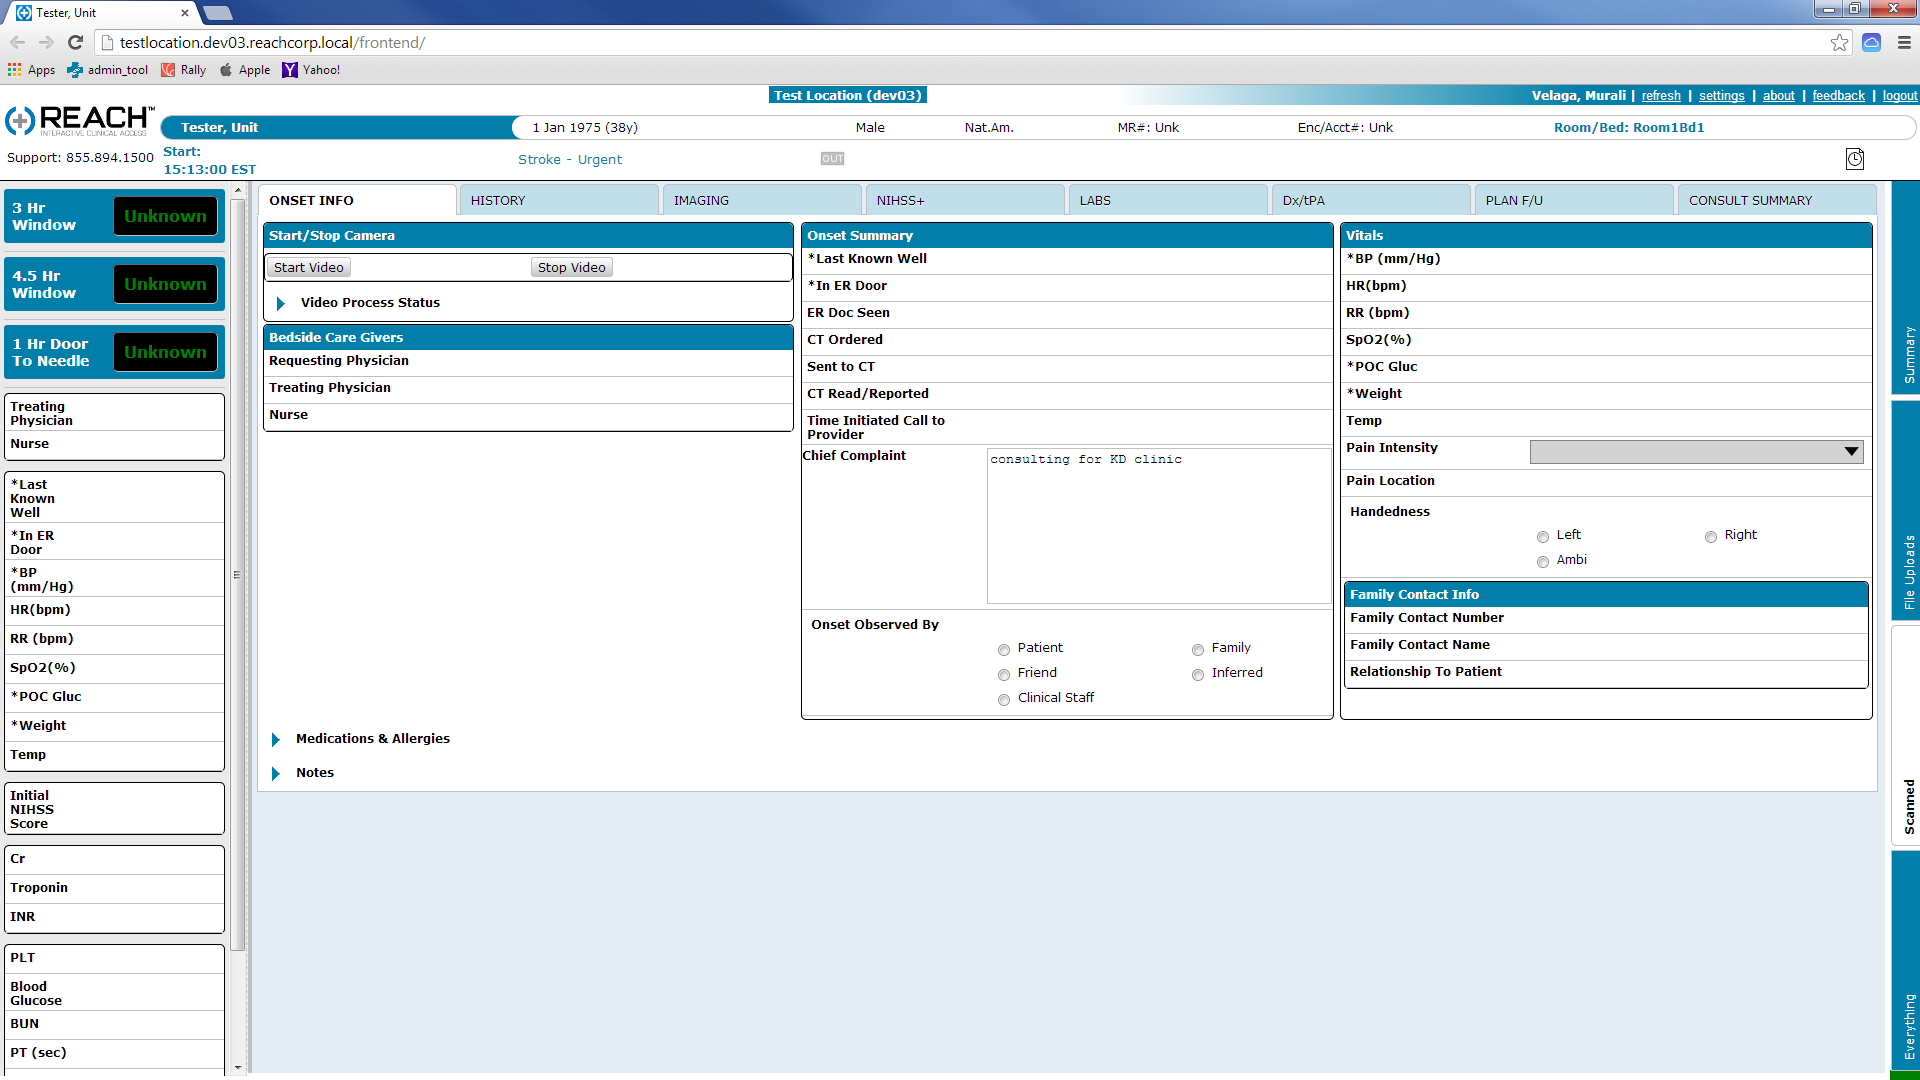 Tester, Unit
testlocation.dev03.reachcorp.local/frontend/
Apps admin_tool Rally Apple Yahoo!
Test Location (dev03)
Velaga, Murali | refresh | settings | about | feedback | logout
REACH™
INTERACTIVE CLINICAL ACCESS
Tester, Unit 1 Jan 1975 (38y) Male Nat.Am. MR#: Unk Enc/Acct#: Unk Room/Bed: Room1Bd1
Support: 855.894.1500
Start:
15:13:00 EST
Stroke - Urgent
OUT
3 Hr
Window
Unknown
4.5 Hr
Window
Unknown
1 Hr Door
To Needle
Unknown
Treating
Physician
Nurse
*Last
Known
Well
*In ER
Door
*BP
(mm/Hg)
HR(bpm)
RR (bpm)
SpO2(%)
*POC Gluc
*Weight
Temp
Initial
NIHSS
Score
Cr
Troponin
INR
PLT
Blood
Glucose
BUN
PT (sec)
ONSET INFO HISTORY IMAGING NIHSS+ LABS Dx/tPA PLAN F/U CONSULT SUMMARY
Start/Stop Camera
Start Video Stop Video
Video Process Status
Bedside Care Givers
Requesting Physician
Treating Physician
Nurse
Onset Summary
*Last Known Well
*In ER Door
ER Doc Seen
CT Ordered
Sent to CT
CT Read/Reported
Time Initiated Call to
Provider
Chief Complaint
consulting for KD clinic
Onset Observed By
Patient Family
Friend Inferred
Clinical Staff
Vitals
*BP (mm/Hg)
HR(bpm)
RR (bpm)
SpO2(%)
*POC Gluc
*Weight
Temp
Pain Intensity
Pain Location
Handedness
Left Right
Ambi
Family Contact Info
Family Contact Number
Family Contact Name
Relationship To Patient
Medications & Allergies
Notes
Summary
File Uploads
Scanned
Everything